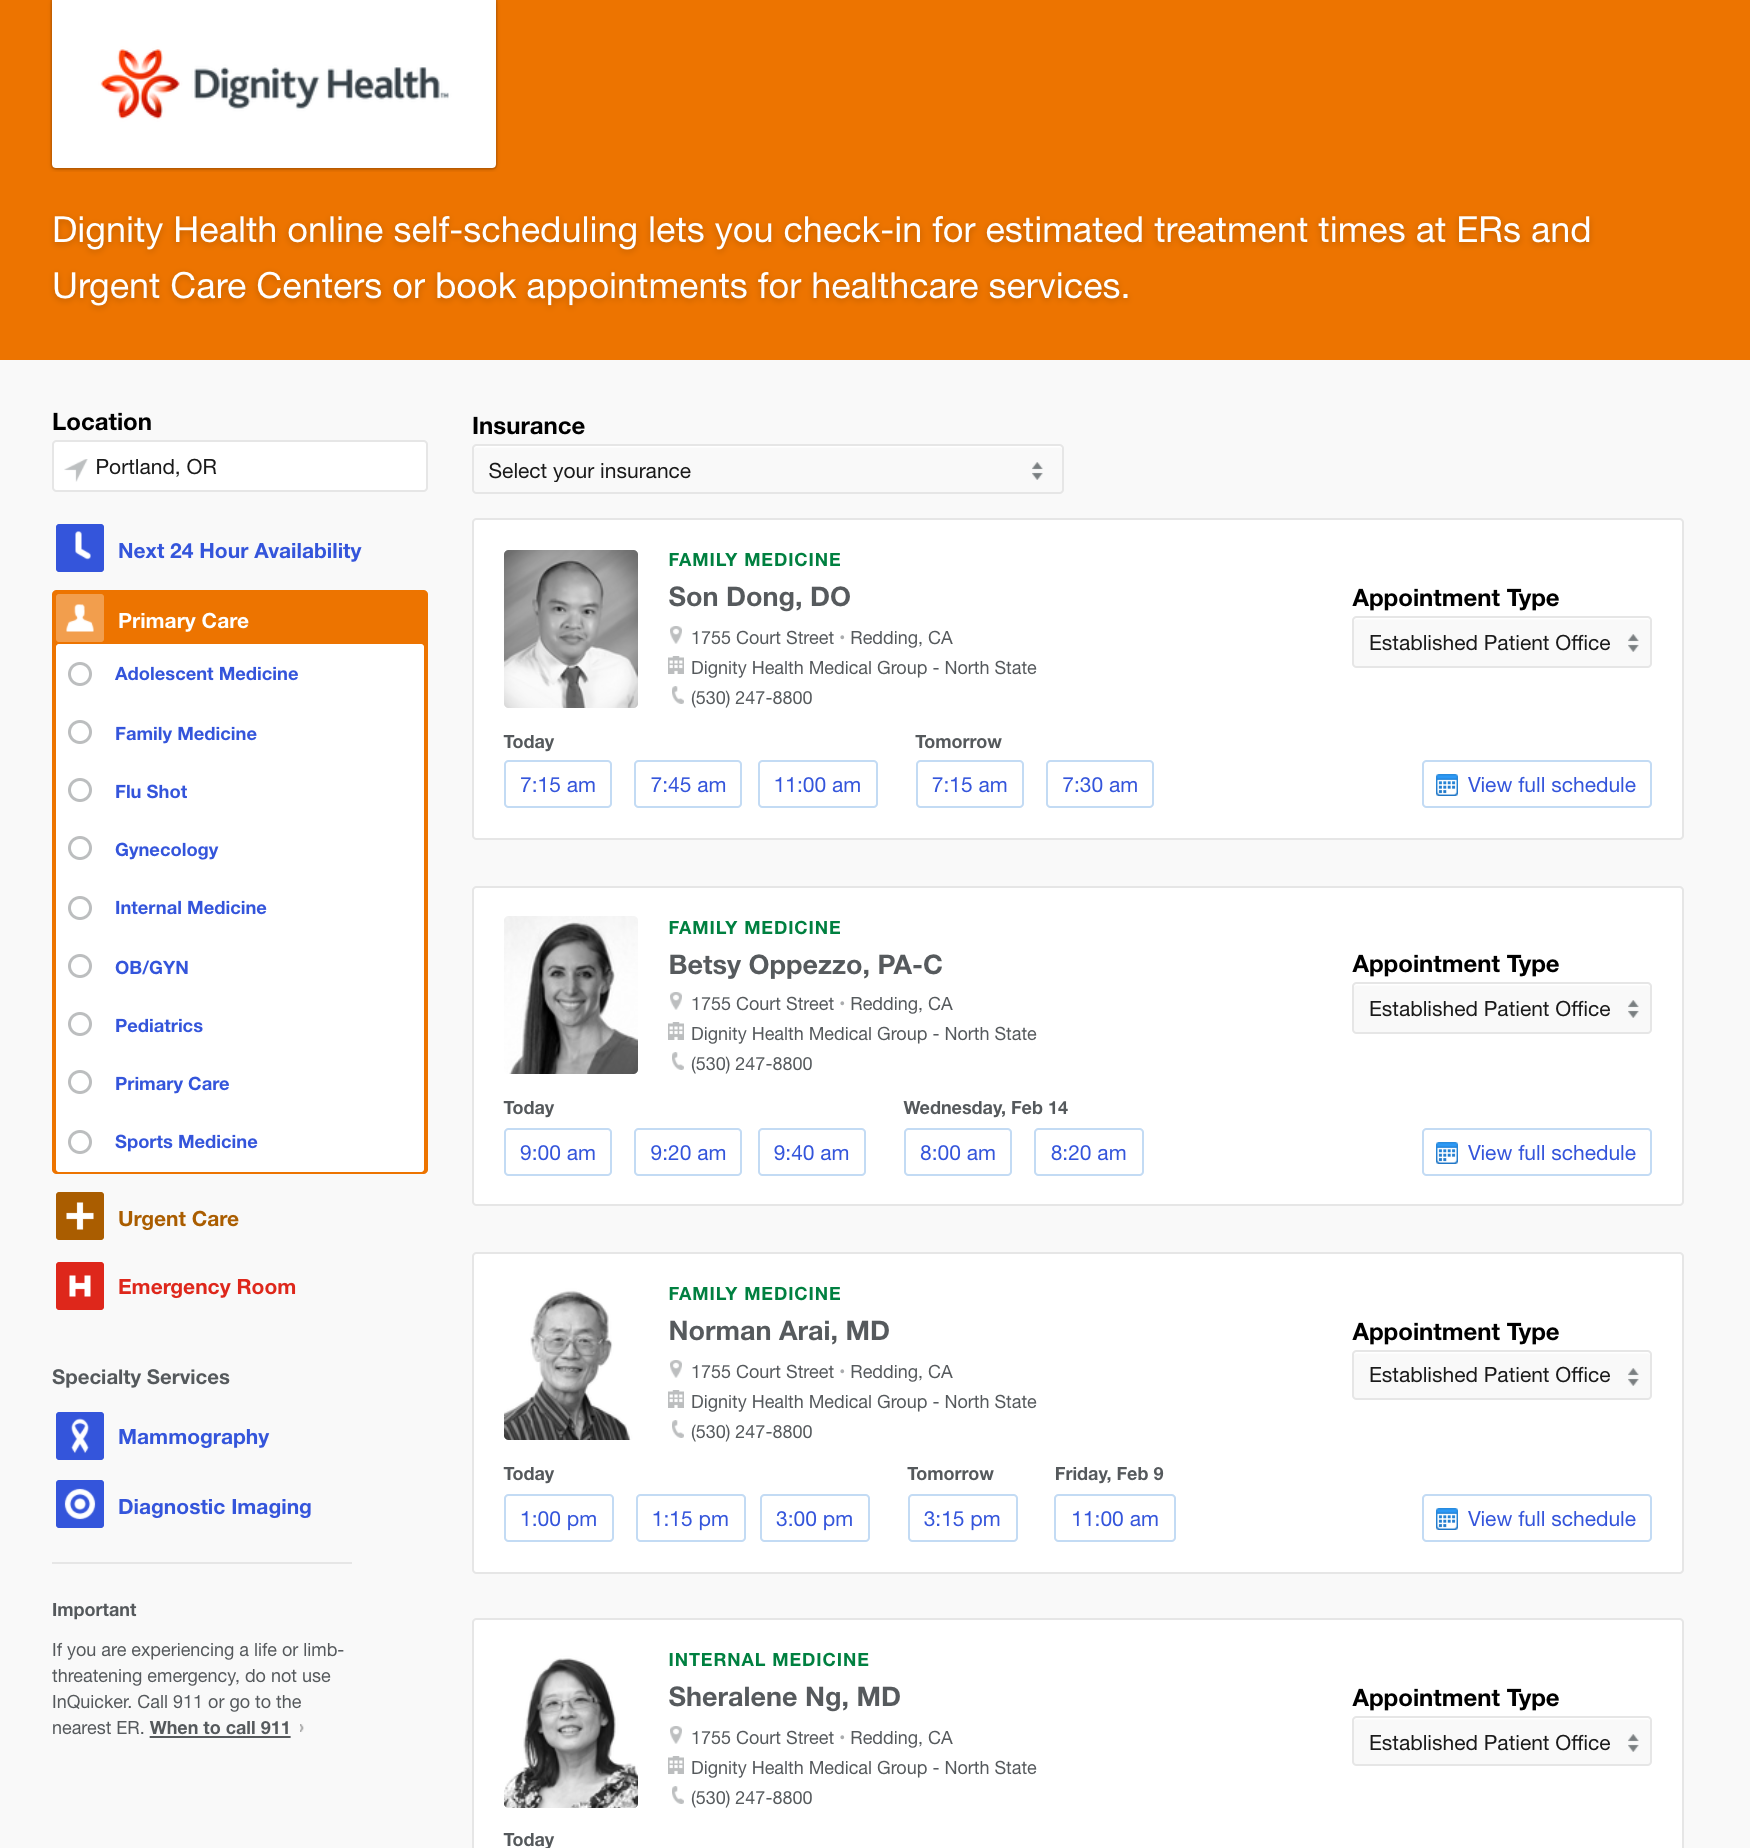 Dignity Health™
Dignity Health online self-scheduling lets you check-in for estimated treatment times at ERs and
Urgent Care Centers or book appointments for healthcare services.
Location
Portland, OR
Next 24 Hour Availability
Primary Care
Adolescent Medicine
Family Medicine
Flu Shot
Gynecology
Internal Medicine
OB/GYN
Pediatrics
Primary Care
Sports Medicine
Urgent Care
Emergency Room
Specialty Services
Mammography
Diagnostic Imaging
Important
If you are experiencing a life or limb-
threatening emergency, do not use
InQuicker. Call 911 or go to the
nearest ER. When to call 911 ›
Insurance
Select your insurance
FAMILY MEDICINE
Son Dong, DO
1755 Court Street • Redding, CA
Dignity Health Medical Group - North State
(530) 247-8800
Appointment Type
Established Patient Office
Today Tomorrow
7:15 am 7:45 am 11:00 am 7:15 am 7:30 am View full schedule
FAMILY MEDICINE
Betsy Oppezzo, PA-C
1755 Court Street • Redding, CA
Dignity Health Medical Group - North State
(530) 247-8800
Appointment Type
Established Patient Office
Today Wednesday, Feb 14
9:00 am 9:20 am 9:40 am 8:00 am 8:20 am View full schedule
FAMILY MEDICINE
Norman Arai, MD
1755 Court Street • Redding, CA
Dignity Health Medical Group - North State
(530) 247-8800
Appointment Type
Established Patient Office
Today Tomorrow Friday, Feb 9
1:00 pm 1:15 pm 3:00 pm 3:15 pm 11:00 am View full schedule
INTERNAL MEDICINE
Sheralene Ng, MD
1755 Court Street • Redding, CA
Dignity Health Medical Group - North State
(530) 247-8800
Appointment Type
Established Patient Office
Today